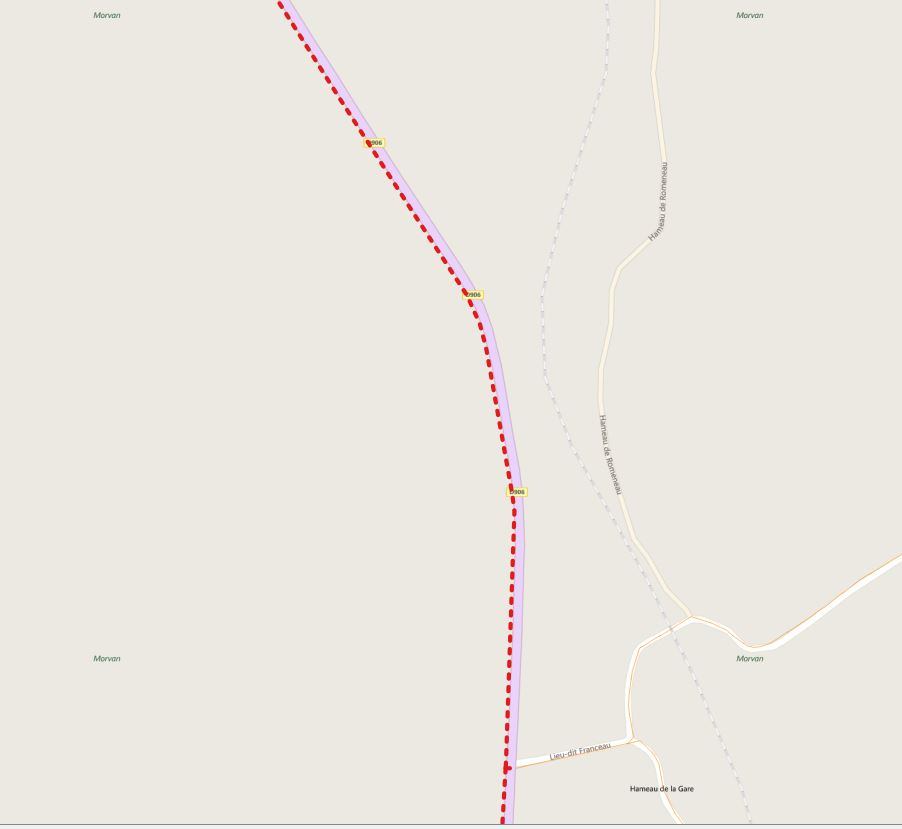 Morvan
Morvan
D906
Hameau de Romeneau
D906
Hameau de Romeneau
D906
Morvan
Morvan
Lieu-dit Franceau
Hameau de la Gare